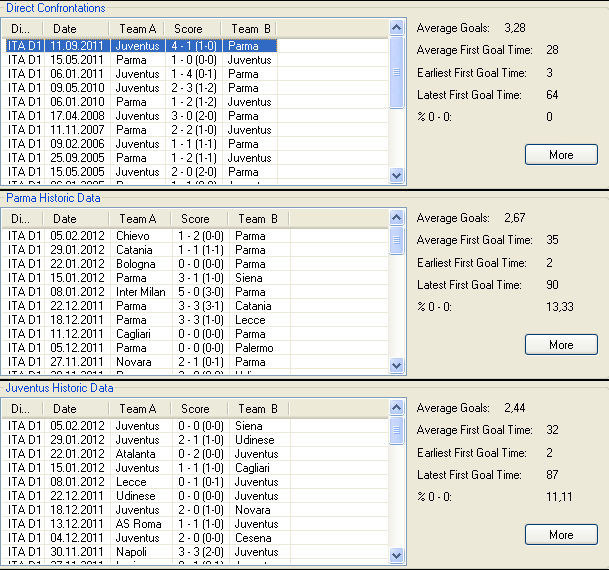 Direct Confrontations
Di... Date Team A Score Team B
ITA D1 11.09.2011 Juventus 4 - 1 (1-0) Parma
ITA D1 15.05.2011 Parma 1 - 0 (0-0) Juventus
ITA D1 06.01.2011 Juventus 1 - 4 (0-1) Parma
ITA D1 09.05.2010 Juventus 2 - 3 (1-2) Parma
ITA D1 06.01.2010 Parma 1 - 2 (1-2) Juventus
ITA D1 17.04.2008 Juventus 3 - 0 (2-0) Parma
ITA D1 11.11.2007 Parma 2 - 2 (1-0) Juventus
ITA D1 09.02.2006 Parma 1 - 1 (1-1) Juventus
ITA D1 25.09.2005 Parma 1 - 2 (1-1) Juventus
ITA D1 15.05.2005 Juventus 2 - 0 (2-0) Parma
Average Goals: 3,28
Average First Goal Time: 28
Earliest First Goal Time: 3
Latest First Goal Time: 64
% 0 - 0: 0
More
Parma Historic Data
Di... Date Team A Score Team B
ITA D1 05.02.2012 Chievo 1 - 2 (0-0) Parma
ITA D1 29.01.2012 Catania 1 - 1 (1-1) Parma
ITA D1 22.01.2012 Bologna 0 - 0 (0-0) Parma
ITA D1 15.01.2012 Parma 3 - 1 (1-0) Siena
ITA D1 08.01.2012 Inter Milan 5 - 0 (3-0) Parma
ITA D1 22.12.2011 Parma 3 - 3 (3-1) Catania
ITA D1 18.12.2011 Parma 3 - 3 (1-0) Lecce
ITA D1 11.12.2011 Cagliari 0 - 0 (0-0) Parma
ITA D1 05.12.2011 Parma 0 - 0 (0-0) Palermo
ITA D1 27.11.2011 Novara 2 - 1 (0-1) Parma
Average Goals: 2,67
Average First Goal Time: 35
Earliest First Goal Time: 2
Latest First Goal Time: 90
% 0 - 0: 13,33
More
Juventus Historic Data
Di... Date Team A Score Team B
ITA D1 05.02.2012 Juventus 0 - 0 (0-0) Siena
ITA D1 29.01.2012 Juventus 2 - 1 (1-0) Udinese
ITA D1 22.01.2012 Atalanta 0 - 2 (0-0) Juventus
ITA D1 15.01.2012 Juventus 1 - 1 (1-0) Cagliari
ITA D1 08.01.2012 Lecce 0 - 1 (0-1) Juventus
ITA D1 22.12.2011 Udinese 0 - 0 (0-0) Juventus
ITA D1 18.12.2011 Juventus 2 - 0 (1-0) Novara
ITA D1 13.12.2011 AS Roma 1 - 1 (1-0) Juventus
ITA D1 04.12.2011 Juventus 2 - 0 (0-0) Cesena
ITA D1 30.11.2011 Napoli 3 - 3 (2-0) Juventus
Average Goals: 2,44
Average First Goal Time: 32
Earliest First Goal Time: 2
Latest First Goal Time: 87
% 0 - 0: 11,11
More